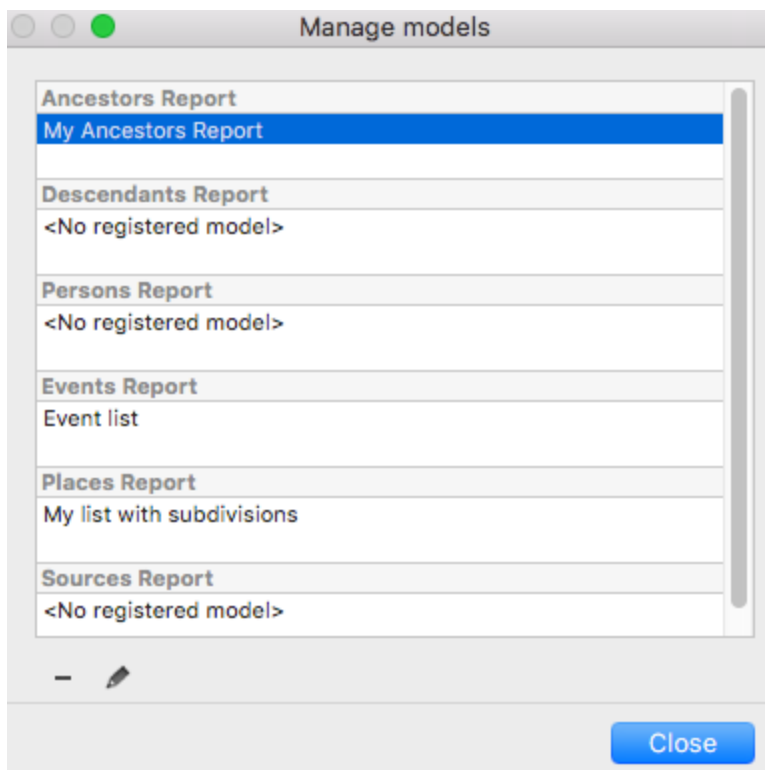 Manage models
Ancestors Report
My Ancestors Report
Descendants Report
<No registered model>
Persons Report
<No registered model>
Events Report
Event list
Places Report
My list with subdivisions
Sources Report
<No registered model>
Close